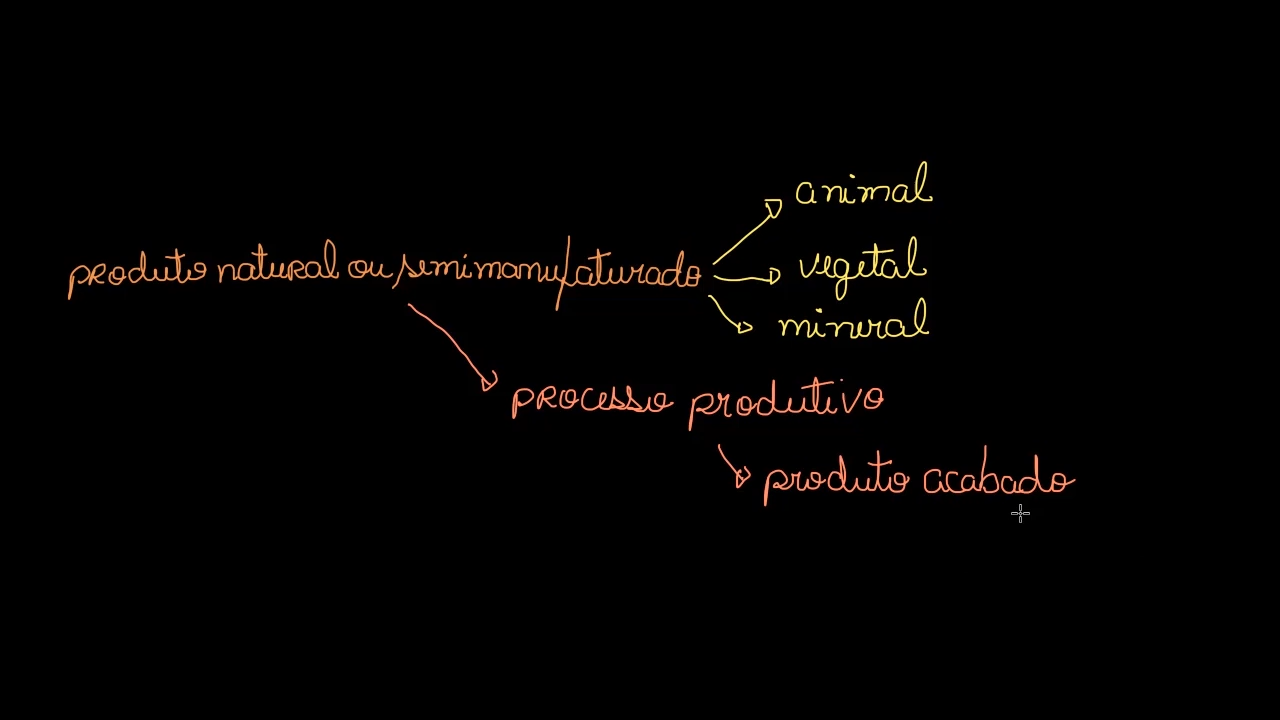 animal
produto natural ou semimanufaturado
vegetal
mineral
processo produtivo
produto acabado